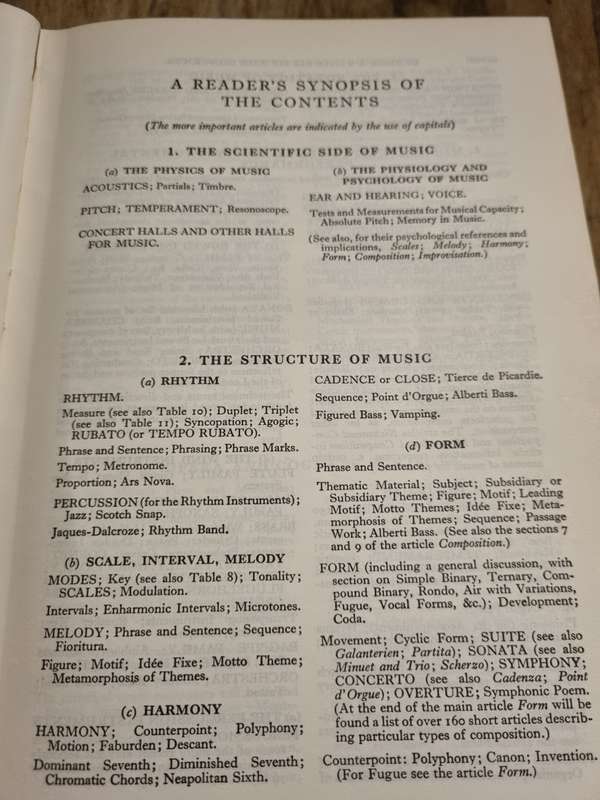 A READER'S SYNOPSIS OF
THE CONTENTS
(The more important articles are indicated by the use of capitals)
1. THE SCIENTIFIC SIDE OF MUSIC
(a) THE PHYSICS OF MUSIC
ACOUSTICS; Partials; Timbre.
PITCH; TEMPERAMENT; Resonoscope.
CONCERT HALLS AND OTHER HALLS
FOR MUSIC.
(b) THE PHYSIOLOGY AND
PSYCHOLOGY OF MUSIC
EAR AND HEARING; VOICE.
Tests and Measurements for Musical Capacity;
Absolute Pitch; Memory in Music.
(See also, for their psychological references and
implications, Scales; Melody; Harmony;
Form; Composition; Improvisation.)
2. THE STRUCTURE OF MUSIC
(a) RHYTHM
RHYTHM.
Measure (see also Table 10); Duplet; Triplet
(see also Table 11); Syncopation; Agogic;
RUBATO (or TEMPO RUBATO).
Phrase and Sentence; Phrasing; Phrase Marks.
Tempo; Metronome.
Proportion; Ars Nova.
PERCUSSION (for the Rhythm Instruments);
Jazz; Scotch Snap.
Jaques-Dalcroze; Rhythm Band.
(b) SCALE, INTERVAL, MELODY
MODES; Key (see also Table 8); Tonality;
SCALES; Modulation.
Intervals; Enharmonic Intervals; Microtones.
MELODY; Phrase and Sentence; Sequence;
Fioritura.
Figure; Motif; Idée Fixe; Motto Theme;
Metamorphosis of Themes.
(c) HARMONY
HARMONY; Counterpoint; Polyphony;
Motion; Faburden; Descant.
Dominant Seventh; Diminished Seventh;
Chromatic Chords; Neapolitan Sixth.
CADENCE or CLOSE; Tierce de Picardie.
Sequence; Point d'Orgue; Alberti Bass.
Figured Bass; Vamping.
(d) FORM
Phrase and Sentence.
Thematic Material; Subject; Subsidiary or
Subsidiary Theme; Figure; Motif; Leading
Motif; Motto Themes; Idée Fixe; Meta-
morphosis of Themes; Sequence; Passage
Work; Alberti Bass. (See also the sections 7
and 9 of the article Composition.)
FORM (including a general discussion, with
section on Simple Binary, Ternary, Com-
pound Binary, Rondo, Air with Variations,
Fugue, Vocal Forms, &c.); Development;
Coda.
Movement; Cyclic Form; SUITE (see also
Galanterien; Partita); SONATA (see also
Minuet and Trio; Scherzo); SYMPHONY;
CONCERTO (see also Cadenza; Point
d'Orgue); OVERTURE; Symphonic Poem.
(At the end of the main article Form will be
found a list of over 160 short articles describ-
ing particular types of composition.)
Counterpoint: Polyphony; Canon; Invention.
(For Fugue see the article Form.)